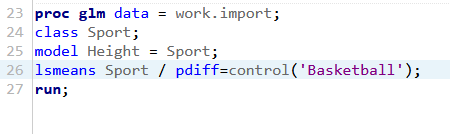 23 proc glm data = work.import;
24 class Sport;
25 model Height = Sport;
26 lsmeans Sport / pdiff=control('Basketball');
27 run;